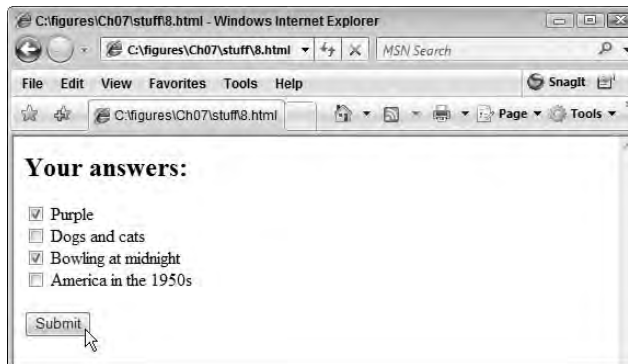 C:\figures\Ch07\stuff\8.html - Windows Internet Explorer
C:\figures\Ch07\stuff\8.html MSN Search
File Edit View Favorites Tools Help SnagIt
C:\figures\Ch07\stuff\8.html Page Tools
Your answers:
Purple
Dogs and cats
Bowling at midnight
America in the 1950s
Submit